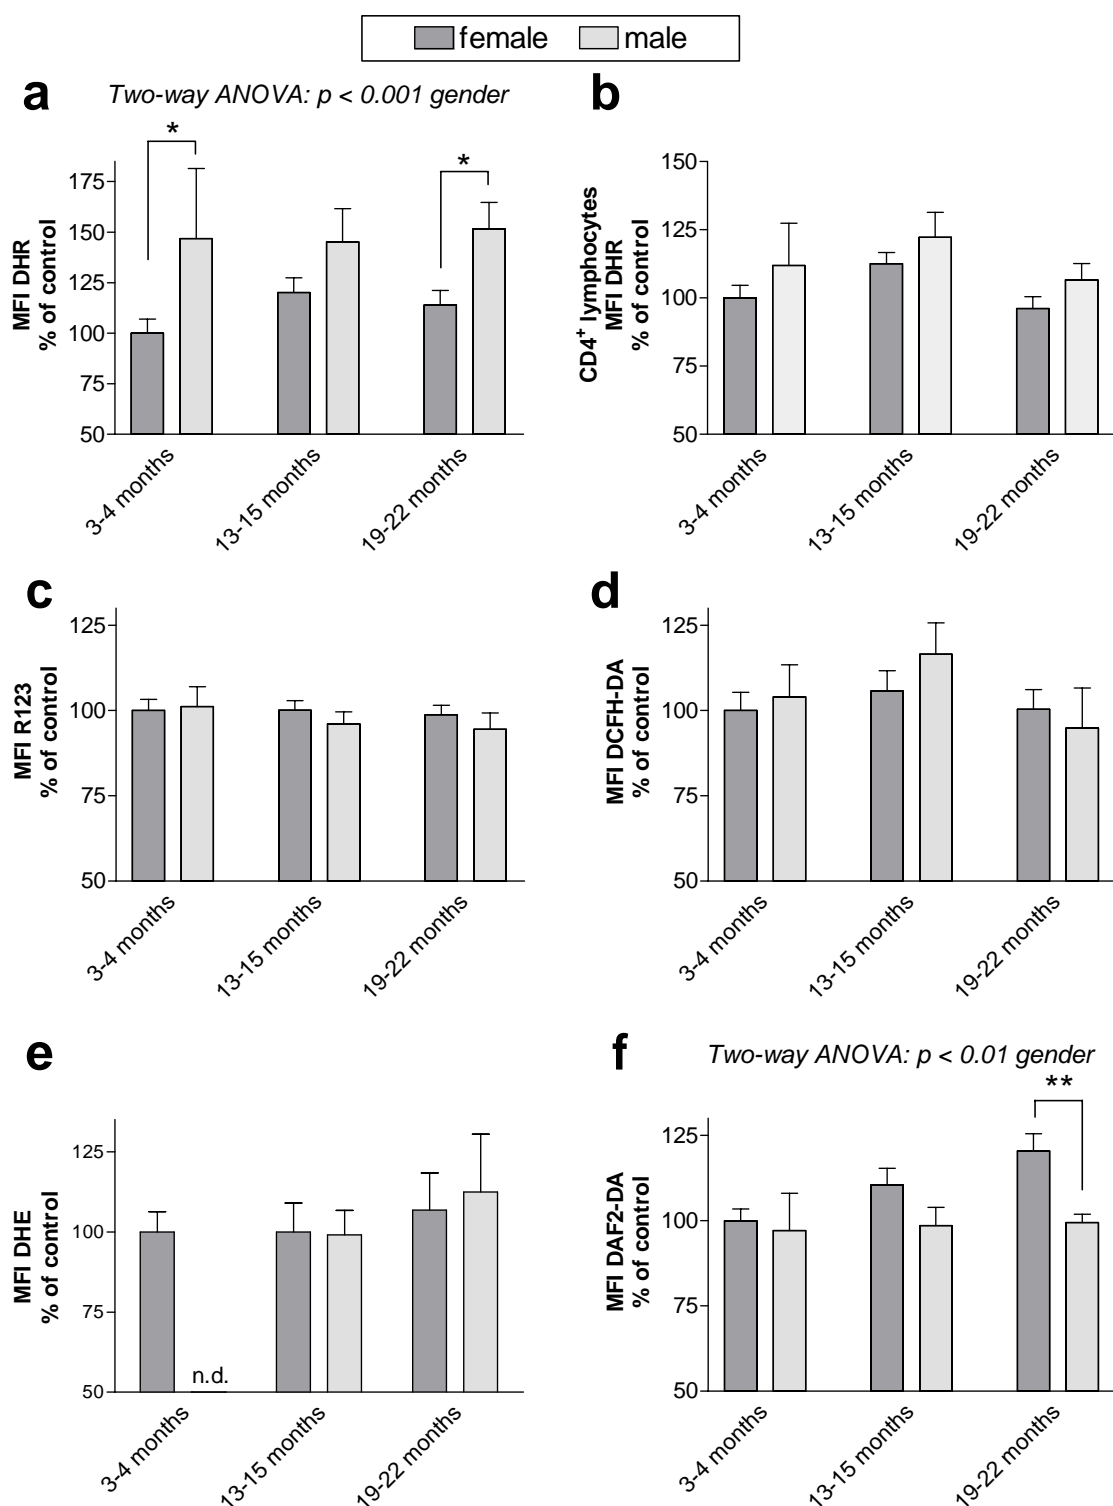 female male
a
Two-way ANOVA: p < 0.001 gender
*
*
MFI DHR
% of control
175
150
125
100
75
50
3-4 months
13-15 months
19-22 months
b
CD4⁺ lymphocytes
MFI DHR
% of control
150
125
100
75
50
3-4 months
13-15 months
19-22 months
c
MFI R123
% of control
125
100
75
50
3-4 months
13-15 months
19-22 months
d
MFI DCFH-DA
% of control
125
100
75
50
3-4 months
13-15 months
19-22 months
e
MFI DHE
% of control
125
100
75
50
n.d.
3-4 months
13-15 months
19-22 months
f
Two-way ANOVA: p < 0.01 gender
**
MFI DAF2-DA
% of control
125
100
75
50
3-4 months
13-15 months
19-22 months